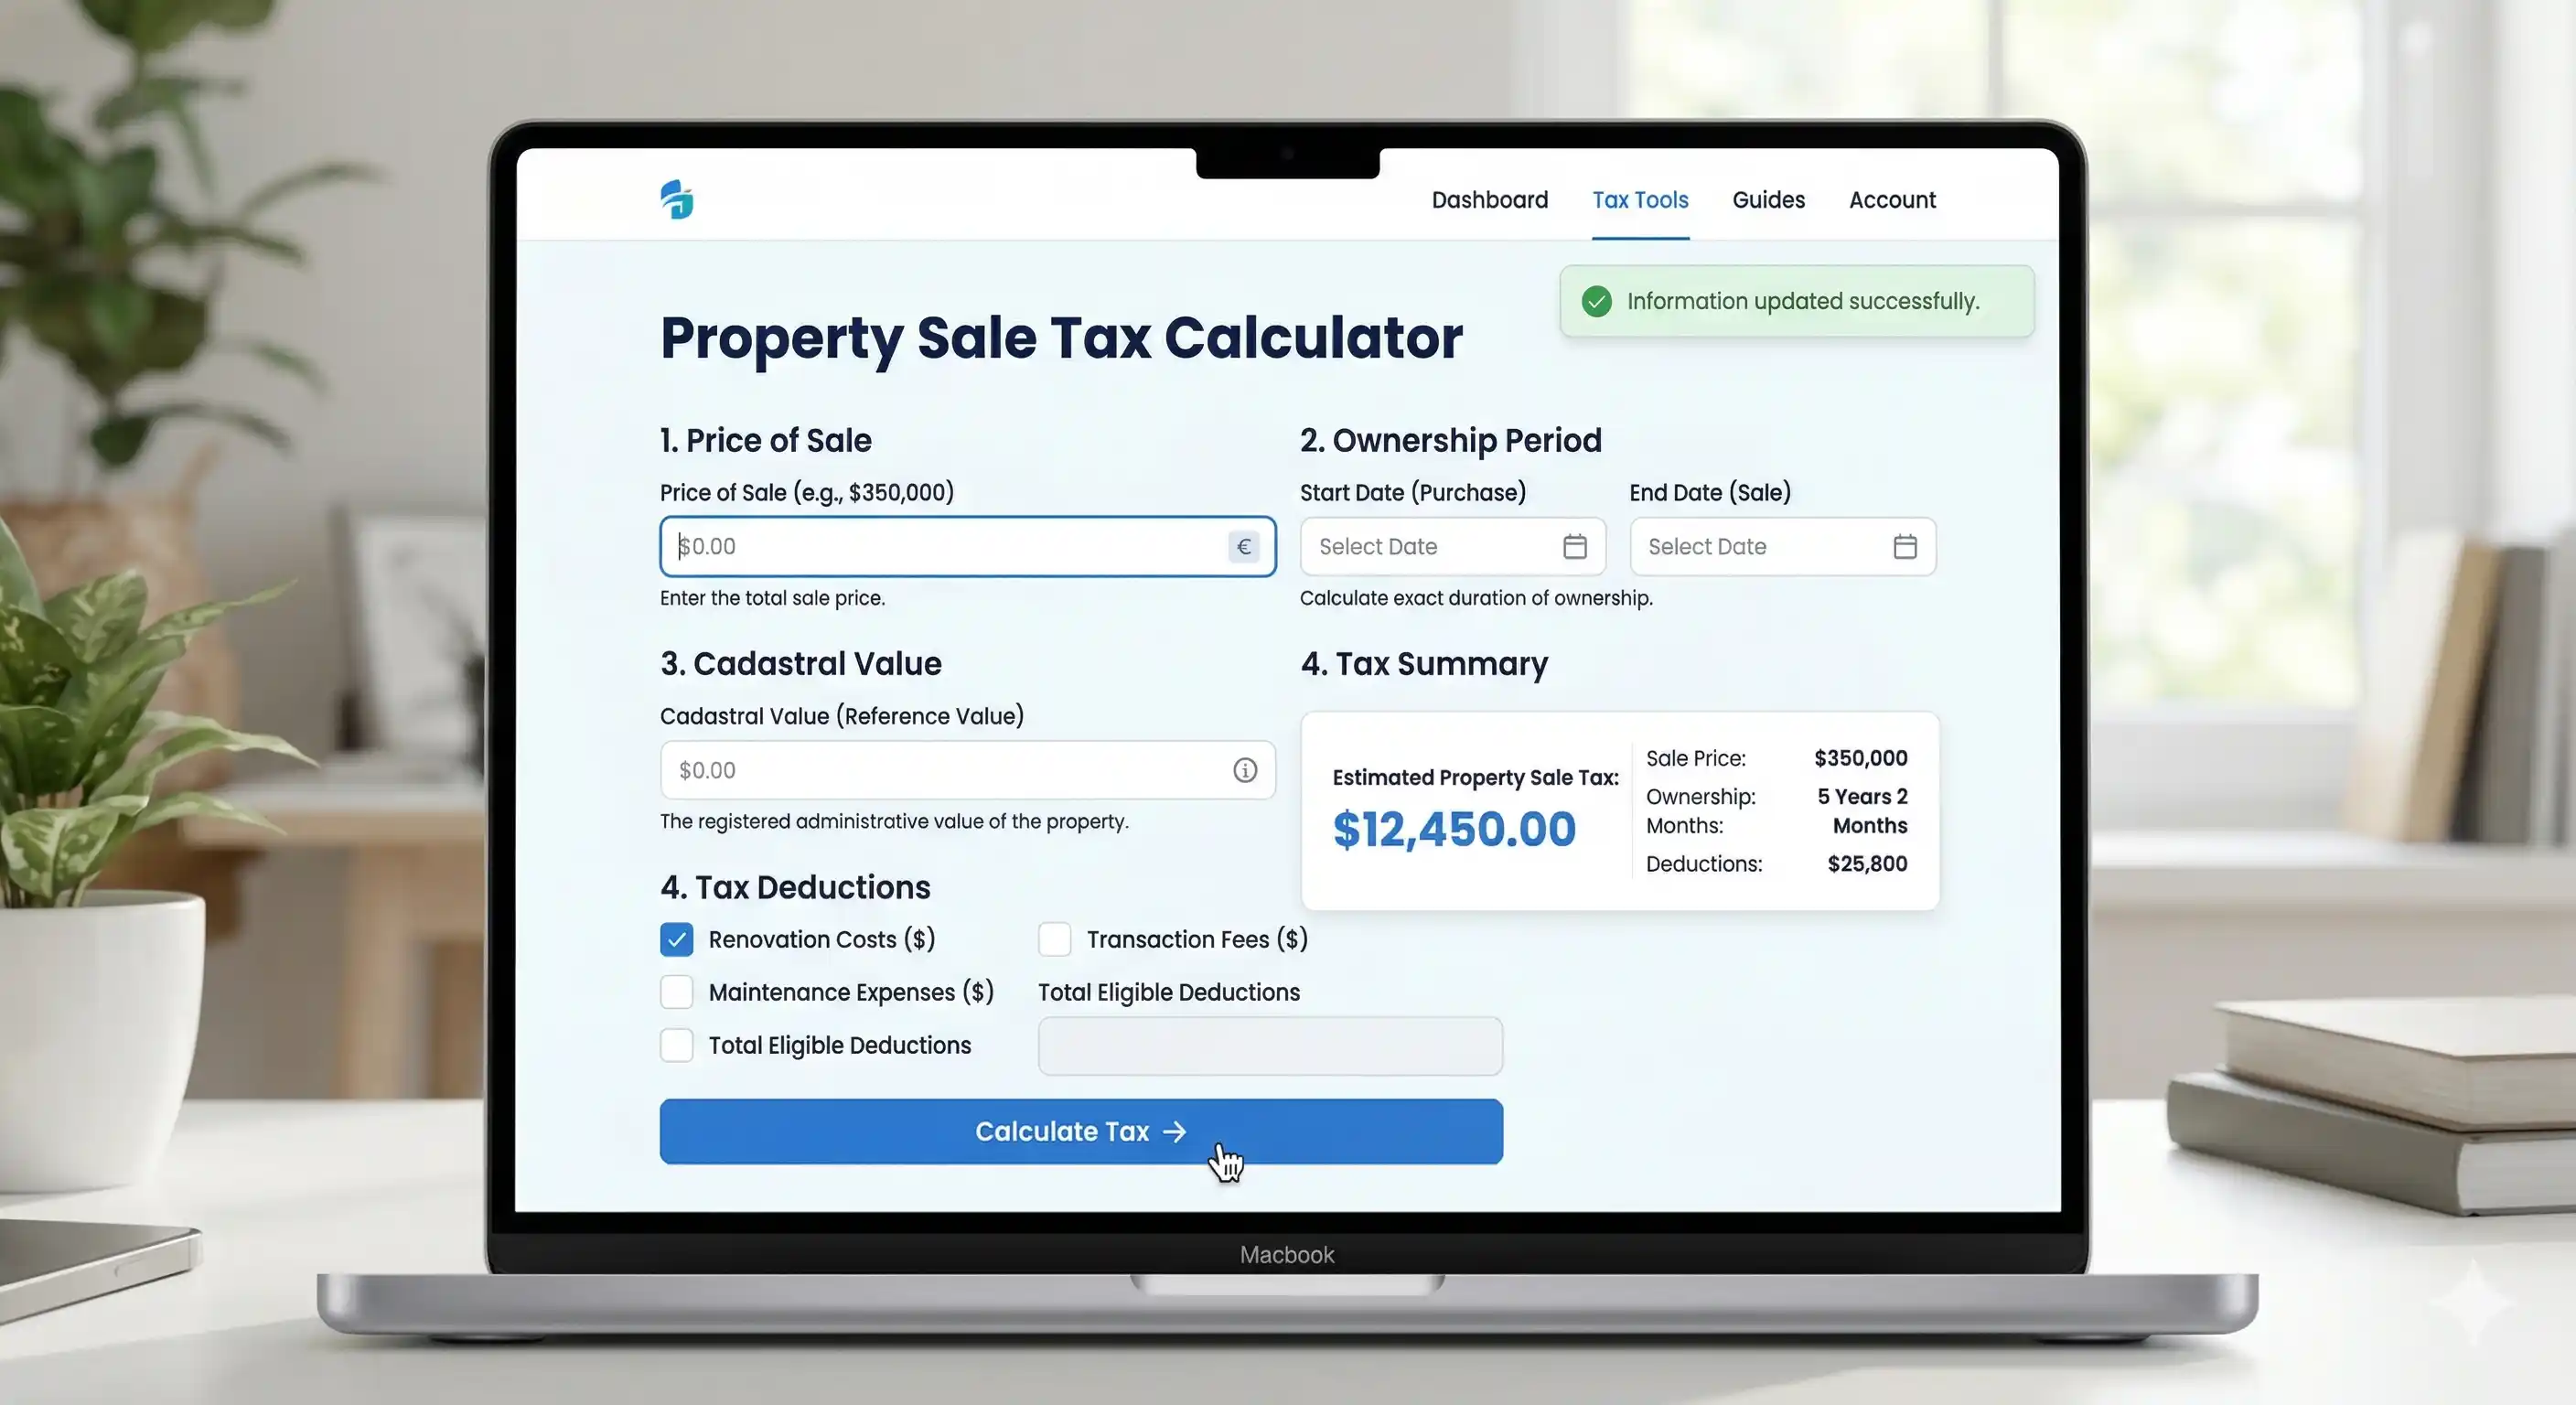 Dashboard Tax Tools Guides Account
Information updated successfully.
Property Sale Tax Calculator
1. Price of Sale
Price of Sale (e.g., $350,000)
$0.00 €
Enter the total sale price.
2. Ownership Period
Start Date (Purchase) End Date (Sale)
Select Date Select Date
Calculate exact duration of ownership.
3. Cadastral Value
Cadastral Value (Reference Value)
$0.00
The registered administrative value of the property.
4. Tax Summary
Estimated Property Sale Tax:
$12,450.00
Sale Price: $350,000
Ownership: 5 Years 2
Months: Months
Deductions: $25,800
4. Tax Deductions
Renovation Costs ($) Transaction Fees ($)
Maintenance Expenses ($) Total Eligible Deductions
Total Eligible Deductions
Calculate Tax →
Macbook